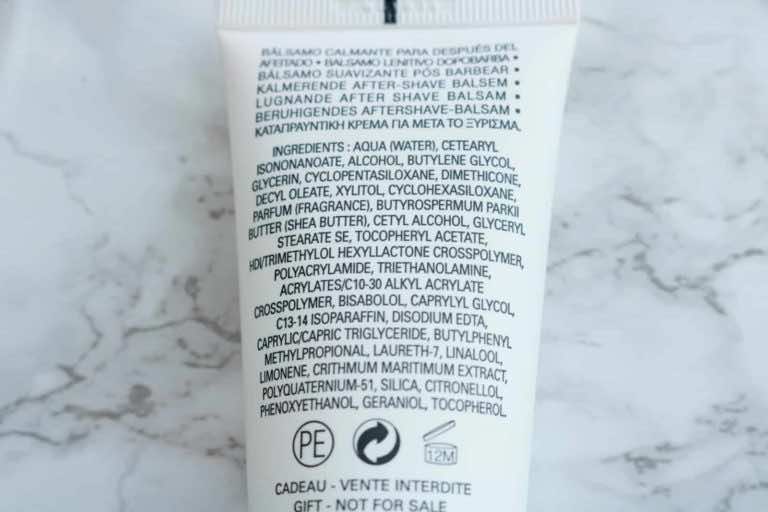 BÁLSAMO CALMANTE PARA DESPUÉS DEL
AFEITADO • BALSAMO LENITIVO DOPOBARBA •
BÁLSAMO SUAVIZANTE PÓS BARBEAR •
KALMERENDE AFTER-SHAVE BALSEM •
LUGNANDE AFTER SHAVE BALSAM •
BERUHIGENDES AFTERSHAVE-BALSAM •
ΚΑΤΑΠΡΑΥΝΤΙΚΗ ΚΡΕΜΑ ΓΙΑ ΜΕΤΑ ΤΟ ΞΥΡΙΣΜΑ.
INGREDIENTS : AQUA (WATER), CETEARYL
ISONONANOATE, ALCOHOL, BUTYLENE GLYCOL,
GLYCERIN, CYCLOPENTASILOXANE, DIMETHICONE,
DECYL OLEATE, XYLITOL, CYCLOHEXASILOXANE,
PARFUM (FRAGRANCE), BUTYROSPERMUM PARKII
BUTTER (SHEA BUTTER), CETYL ALCOHOL, GLYCERYL
STEARATE SE, TOCOPHERYL ACETATE,
HDI/TRIMETHYLOL HEXYLLACTONE CROSSPOLYMER,
POLYACRYLAMIDE, TRIETHANOLAMINE,
ACRYLATES/C10-30 ALKYL ACRYLATE
CROSSPOLYMER, BISABOLOL, CAPRYLYL GLYCOL,
C13-14 ISOPARAFFIN, DISODIUM EDTA,
CAPRYLIC/CAPRIC TRIGLYCERIDE, BUTYLPHENYL
METHYLPROPIONAL, LAURETH-7, LINALOOL,
LIMONENE, CRITHMUM MARITIMUM EXTRACT,
POLYQUATERNIUM-51, SILICA, CITRONELLOL,
PHENOXYETHANOL, GERANIOL, TOCOPHEROL.
PE
12M
CADEAU - VENTE INTERDITE
GIFT - NOT FOR SALE